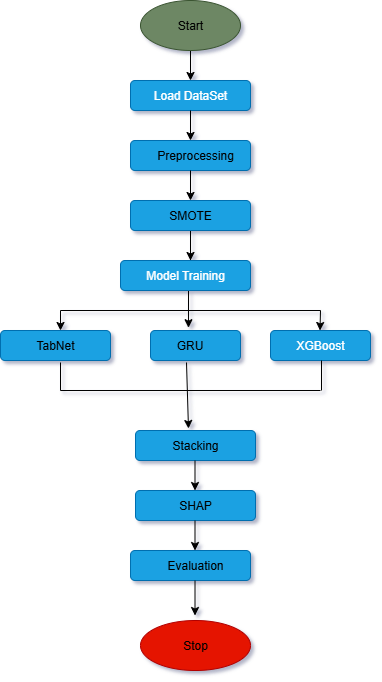 Start
Load DataSet
Preprocessing
SMOTE
Model Training
TabNet
GRU
XGBoost
Stacking
SHAP
Evaluation
Stop